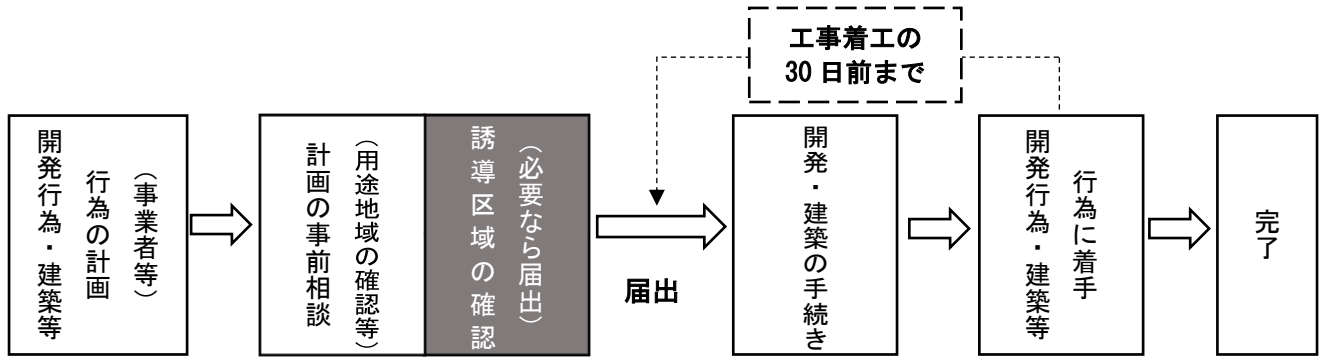 工事着工の
30日前まで
開発行為・建築等
行為の計画
（事業者等）
計画の事前相談
（用途地域の確認等）
誘導区域の確認
（必要なら届出）
届出
開発・建築の手続き
開発行為・建築等
行為に着手
完了